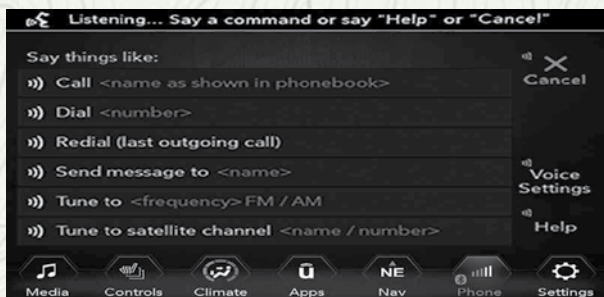 Listening... Say a command or say "Help" or "Cancel"
Say things like:
Call <name as shown in phonebook>
Dial <number>
Redial (last outgoing call)
Send message to <name>
Tune to <frequency> FM / AM
Tune to satellite channel <name / number>
Cancel
Voice
Settings
Help
NE
Media Controls Climate Apps Nav Phone Settings